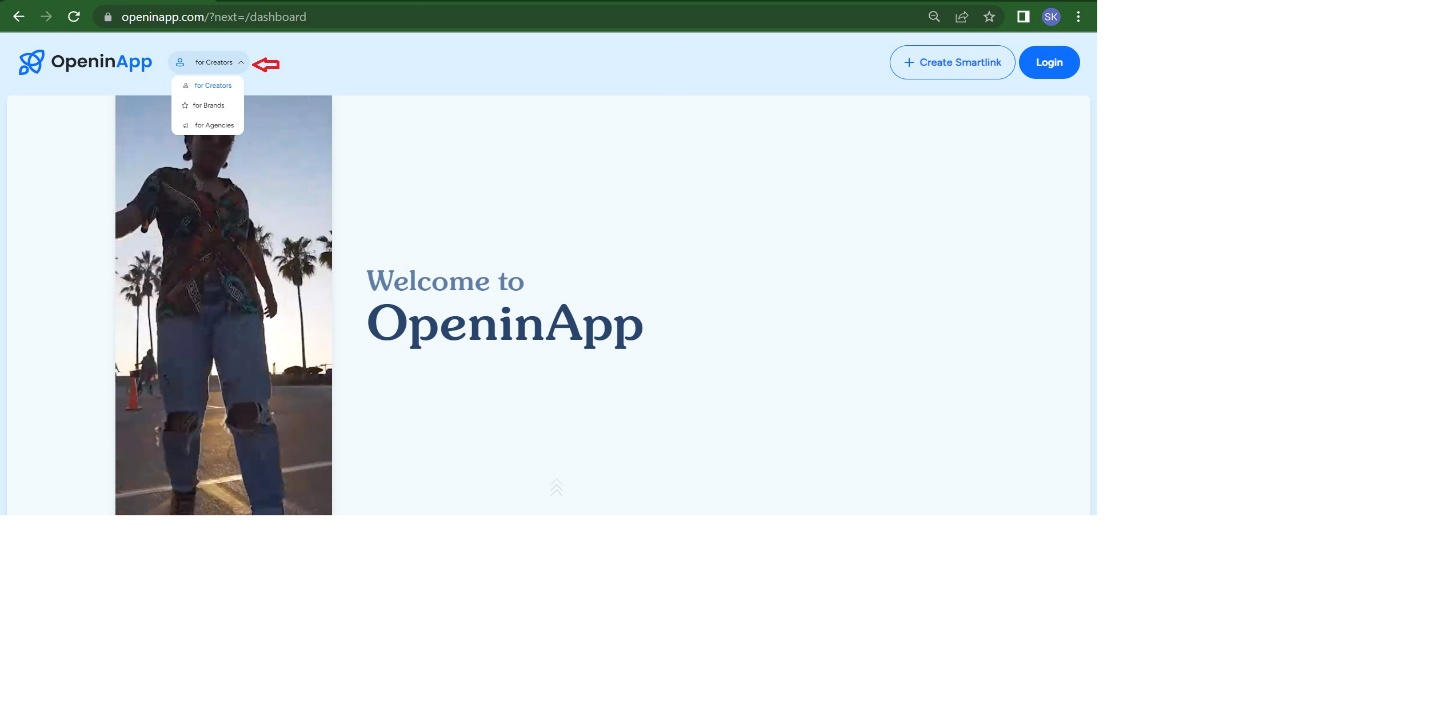 openinapp.com/?next=/dashboard
SK
OpeninApp
for Creators
Create Smartlink
Login
for Creators
for Brands
for Agencies
Welcome to
OpeninApp